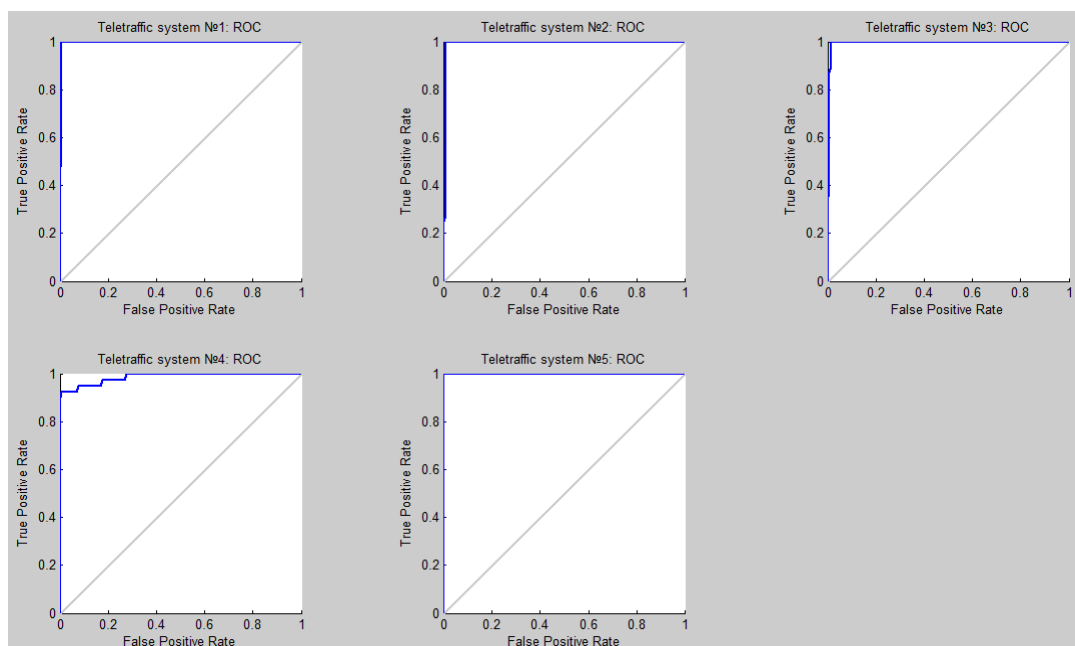 Teletraffic system №1: ROC
1
0.8
0.6
0.4
0.2
0
True Positive Rate
0 0.2 0.4 0.6 0.8 1
False Positive Rate
Teletraffic system №2: ROC
1
0.8
0.6
0.4
0.2
0
True Positive Rate
0 0.2 0.4 0.6 0.8 1
False Positive Rate
Teletraffic system №3: ROC
1
0.8
0.6
0.4
0.2
0
True Positive Rate
0 0.2 0.4 0.6 0.8 1
False Positive Rate
Teletraffic system №4: ROC
1
0.8
0.6
0.4
0.2
0
True Positive Rate
0 0.2 0.4 0.6 0.8 1
False Positive Rate
Teletraffic system №5: ROC
1
0.8
0.6
0.4
0.2
0
True Positive Rate
0 0.2 0.4 0.6 0.8 1
False Positive Rate